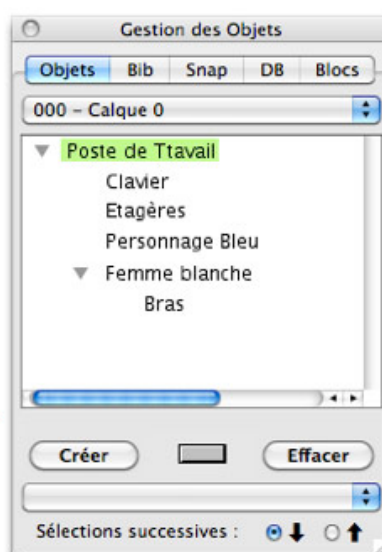 Gestion des Objets
Objets Bib Snap DB Blocs
000 – Calque 0
Poste de Ttavail
Clavier
Etagères
Personnage Bleu
Femme blanche
Bras
Créer Effacer
Sélections successives :